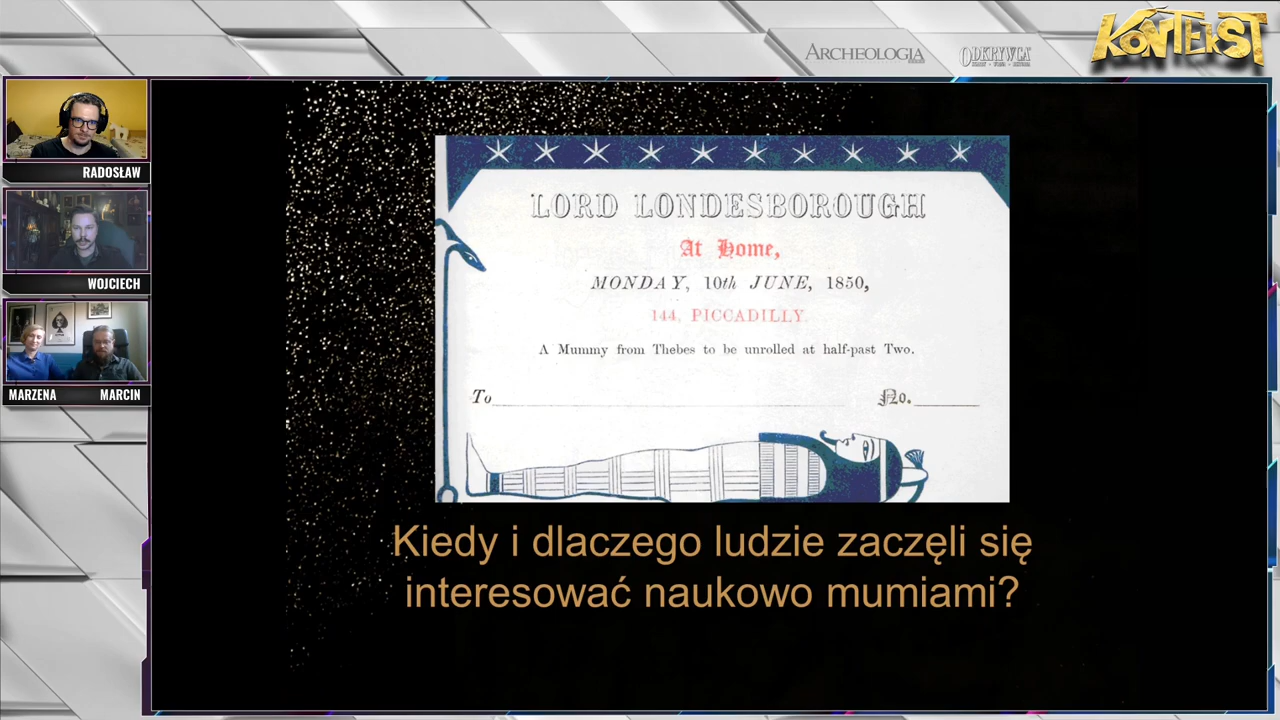 KONTEKST
ARCHEOLOGIA
ODKRYWCA
RADOSŁAW
WOJCIECH
MARZENA MARCIN
LORD LONDESBOROUGH
At Home,
MONDAY, 10th JUNE, 1850,
144, PICCADILLY
A Mummy from Thebes to be unrolled at half-past Two.
To No.
Kiedy i dlaczego ludzie zaczęli się
interesować naukowo mumiami?